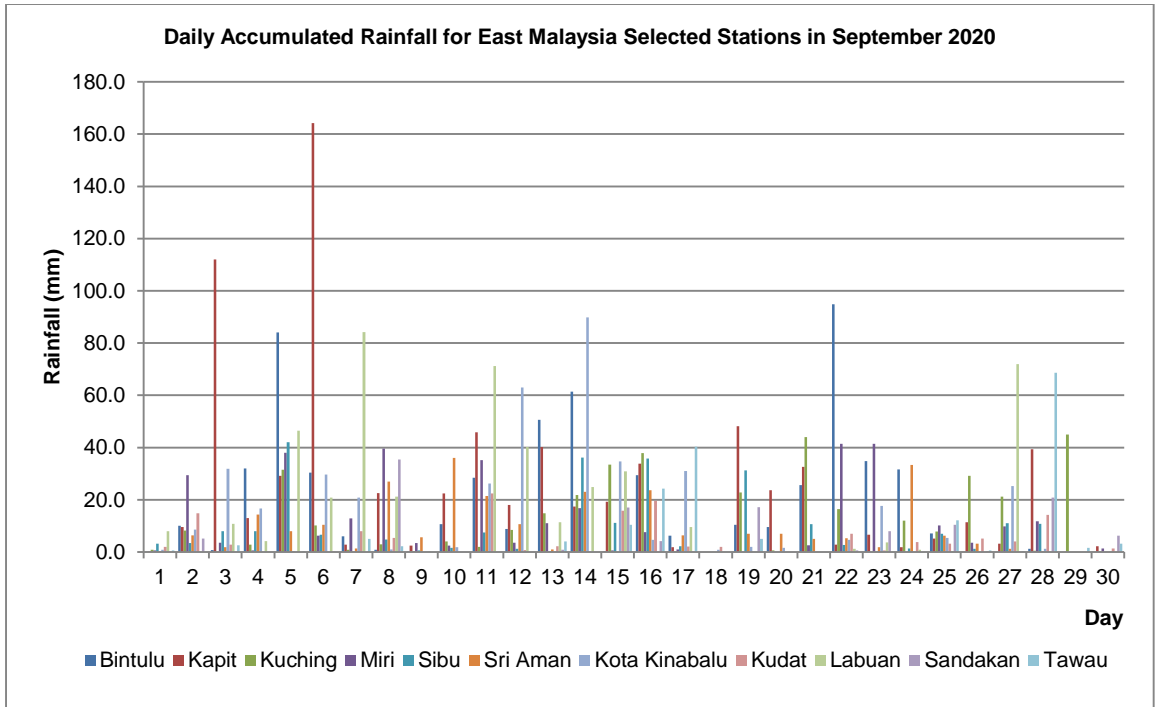 Daily Accumulated Rainfall for East Malaysia Selected Stations in September 2020
180.0
160.0
140.0
120.0
100.0
80.0
60.0
40.0
20.0
0.0
Rainfall (mm)
1 2 3 4 5 6 7 8 9 10 11 12 13 14 15 16 17 18 19 20 21 22 23 24 25 26 27 28 29 30
Day
Bintulu Kapit Kuching Miri Sibu Sri Aman Kota Kinabalu Kudat Labuan Sandakan Tawau